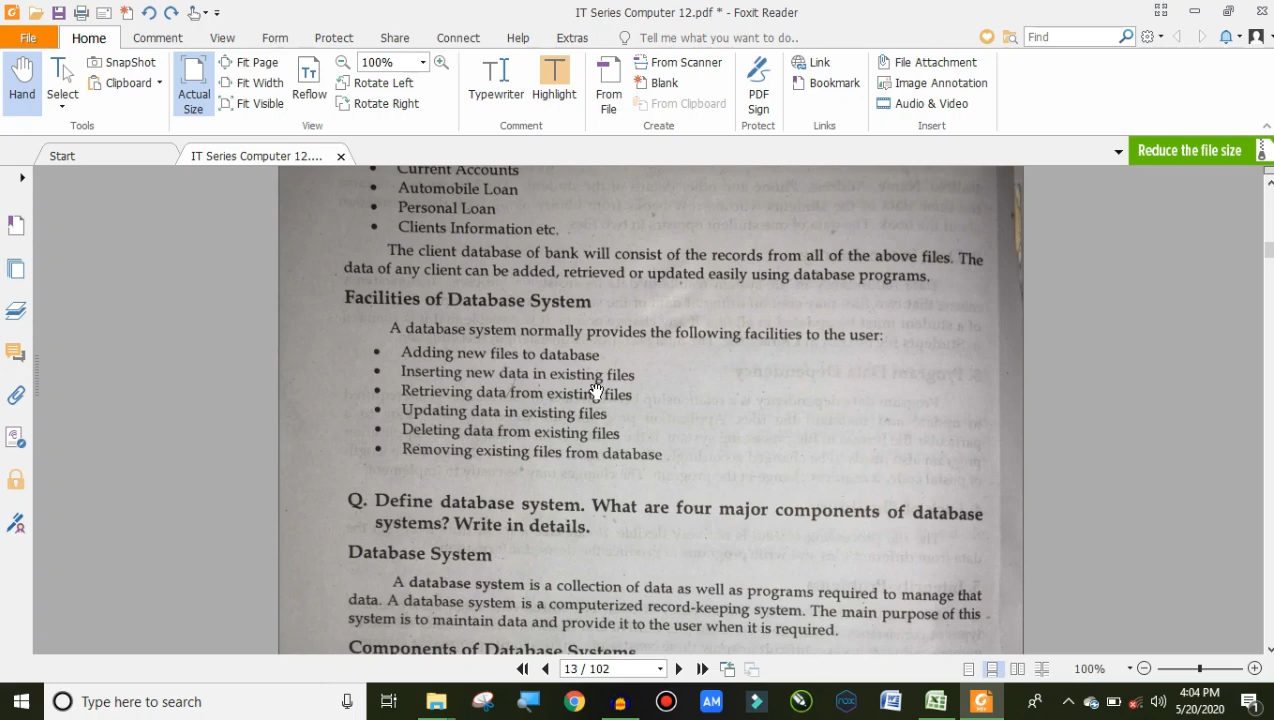 IT Series Computer 12.pdf * - Foxit Reader
File Home Comment View Form Protect Share Connect Help Extras Tell me what you want to do.. Find
Hand
Select
SnapShot
Clipboard
Tools
Actual
Size
Fit Page
Fit Width
Fit Visible
Reflow
100%
Rotate Left
Rotate Right
View
Typewriter
Highlight
Comment
From
File
From Scanner
Blank
From Clipboard
Create
PDF
Sign
Protect
Link
Bookmark
Links
File Attachment
Image Annotation
Audio & Video
Insert
Start IT Series Computer 12.... Reduce the file size
• Current Accounts
• Automobile Loan
• Personal Loan
• Clients Information etc.
The client database of bank will consist of the records from all of the above files. The
data of any client can be added, retrieved or updated easily using database programs.
Facilities of Database System
A database system normally provides the following facilities to the user:
• Adding new files to database
• Inserting new data in existing files
• Retrieving data from existing files
• Updating data in existing files
• Deleting data from existing files
• Removing existing files from database
Q. Define database system. What are four major components of database
systems? Write in details.
Database System
A database system is a collection of data as well as programs required to manage that
data. A database system is a computerized record-keeping system. The main purpose of this
system is to maintain data and provide it to the user when it is required.
Components of Database Systems
13 / 102 100%
Type here to search
4:04 PM
5/20/2020